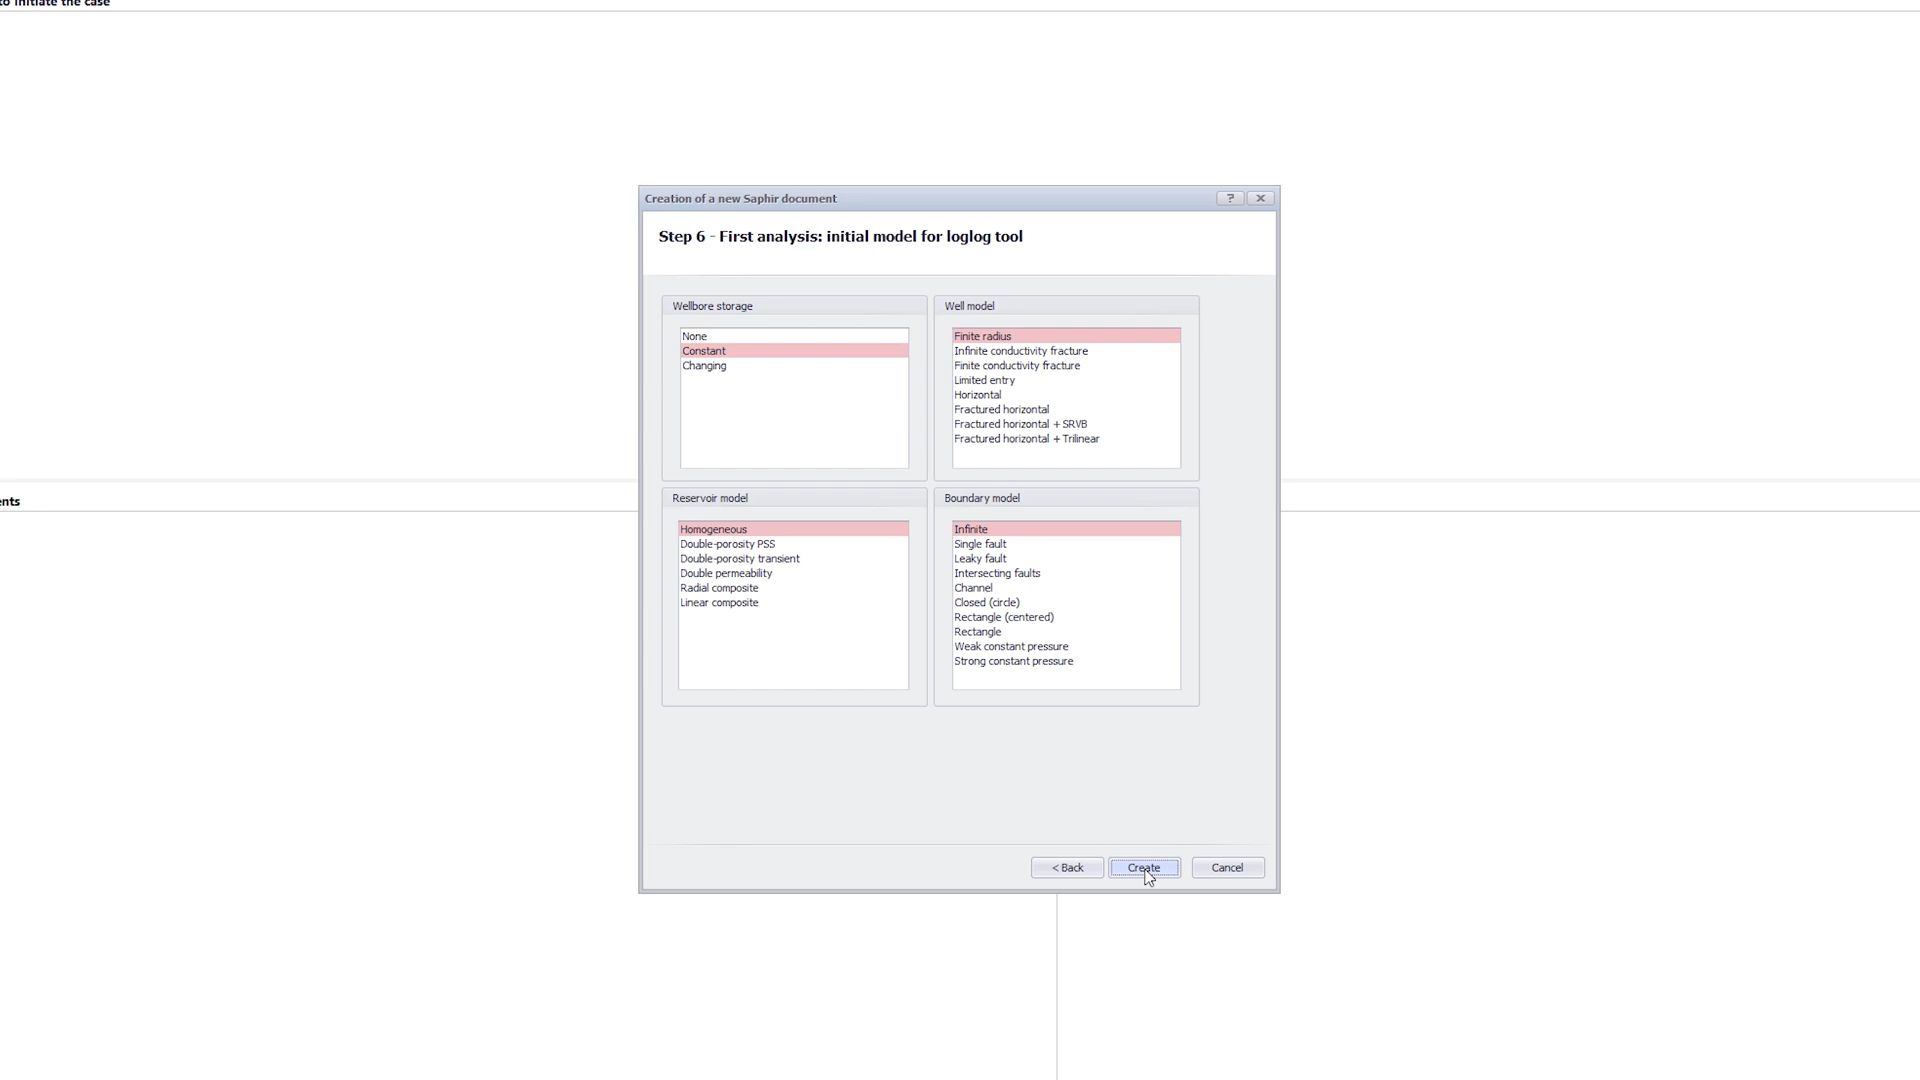 to initiate the case
Creation of a new Saphir document
?
Step 6 - First analysis: initial model for loglog tool
Wellbore storage
None
Constant
Changing
Well model
Finite radius
Infinite conductivity fracture
Finite conductivity fracture
Limited entry
Horizontal
Fractured horizontal
Fractured horizontal + SRVB
Fractured horizontal + Trilinear
ents
Reservoir model
Homogeneous
Double-porosity PSS
Double-porosity transient
Double permeability
Radial composite
Linear composite
Boundary model
Infinite
Single fault
Leaky fault
Intersecting faults
Channel
Closed (circle)
Rectangle (centered)
Rectangle
Weak constant pressure
Strong constant pressure
< Back
Create
Cancel